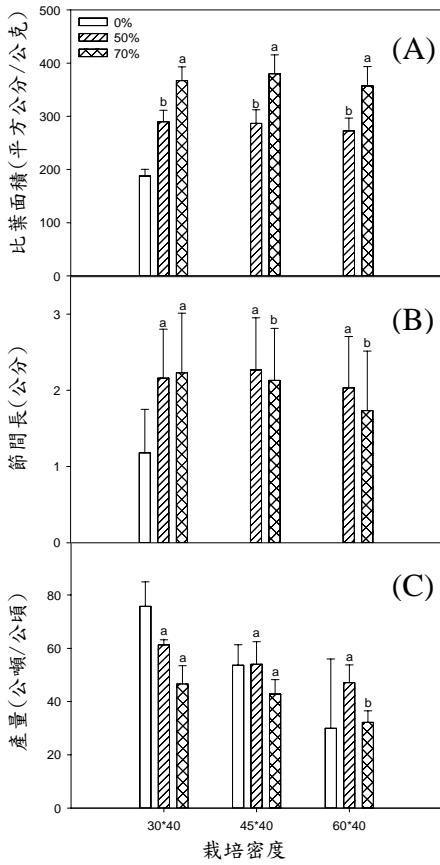 500
0%
50%
70%
(A)
400
300
200
100
0
比葉面積(平方公分/公克)
b a b a b a
(B)
3
2
1
0
節間長(公分)
a a a b a b
(C)
80
60
40
20
0
產量(公噸/公頃)
a a a a a b
30*40 45*40 60*40
栽培密度